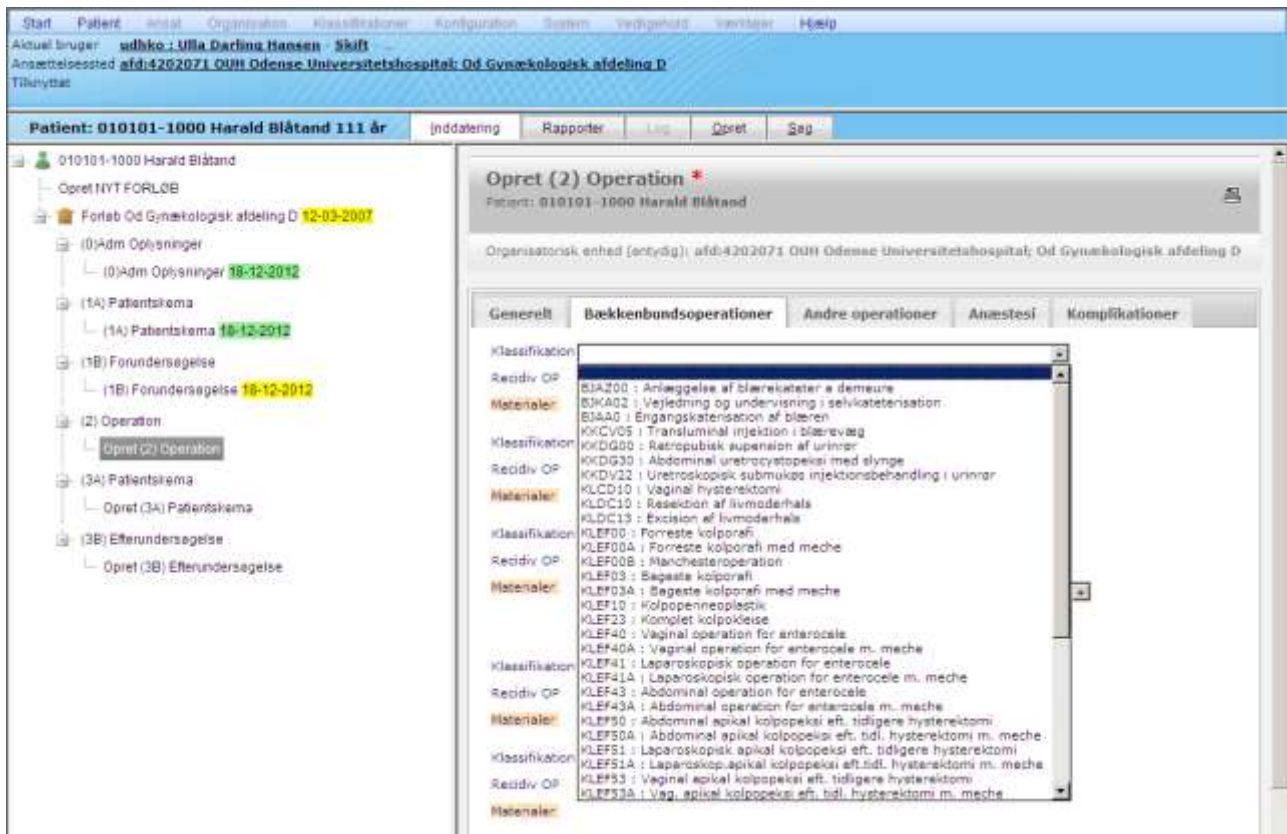 Start Patient Ansat Organisation Klassifikationer Konfiguration System Vedligehold Værktøjer Hjælp
Aktuel bruger udhko : Ulla Darling Hansen Skift
Ansættelsessted afd:4202071 OUH Odense Universitetshospital; Od Gynækologisk afdeling D
Tilknyttet
Patient: 010101-1000 Harald Blåtand 111 år
Inddatering Rapporter Log Opret Søg
010101-1000 Harald Blåtand
Opret NYT FORLØB
Forløb Od Gynækologisk afdeling D 12-03-2007
(0)Adm Oplysninger
(0)Adm Oplysninger 18-12-2012
(1A) Patientskema
(1A) Patientskema 18-12-2012
(1B) Forundersøgelse
(1B) Forundersøgelse 18-12-2012
(2) Operation
Opret (2) Operation
(3A) Patientskema
Opret (3A) Patientskema
(3B) Efterundersøgelse
Opret (3B) Efterundersøgelse
Opret (2) Operation *
Patient: 010101-1000 Harald Blåtand
Organisatorisk enhed (entydig): afd:4202071 OUH Odense Universitetshospital; Od Gynækologisk afdeling D
Generelt Bækkenbundsoperationer Andre operationer Anæstesi Komplikationer
Klassifikation
Recidiv OP
Materialer
Klassifikation
Recidiv OP
Materialer
Klassifikation
Recidiv OP
Materialer
Klassifikation
Recidiv OP
Materialer
Klassifikation
Recidiv OP
Materialer
BJAZ00 : Anlæggelse af blærekateter a demeure
BJKA02 : Vejledning og undervisning i selvkateterisation
BJAA0 : Engangskaterisation af blæren
KKCV05 : Transluminal injektion i blærevæg
KKDG00 : Retropubisk supension af urinrør
KKDG30 : Abdominal uretrocystopeksi med slynge
KKDV22 : Uretroskopisk submukøs injektionsbehandling i urinrør
KLCD10 : Vaginal hysterektomi
KLDC10 : Resektion af livmoderhals
KLDC13 : Excision af livmoderhals
KLEF00 : Forreste kolporafi
KLEF00A : Forreste kolporafi med meche
KLEF00B : Manchesteroperation
KLEF03 : Bageste kolporafi
KLEF03A : Bageste kolporafi med meche
KLEF10 : Kolpoperineoplastik
KLEF23 : Komplet kolpokleise
KLEF40 : Vaginal operation for enterocele
KLEF40A : Vaginal operation for enterocele m. meche
KLEF41 : Laparoskopisk operation for enterocele
KLEF41A : Laparoskopisk operation for enterocele m. meche
KLEF43 : Abdominal operation for enterocele
KLEF43A : Abdominal operation for enterocele m. meche
KLEF50 : Abdominal apikal kolpopeksi eft. tidligere hysterektomi
KLEF50A : Abdominal apikal kolpopeksi eft. tidl. hysterektomi m. meche
KLEF51 : Laparoskopisk apikal kolpopeksi eft. tidligere hysterektomi
KLEF51A : Laparoskop.apikal kolpopeksi eft.tidl. hysterektomi m. meche
KLEF53 : Vaginal apikal kolpopeksi eft. tidligere hysterektomi
KLEF53A : Vag. apikal kolpopeksi eft. tidl. hysterektomi m. meche